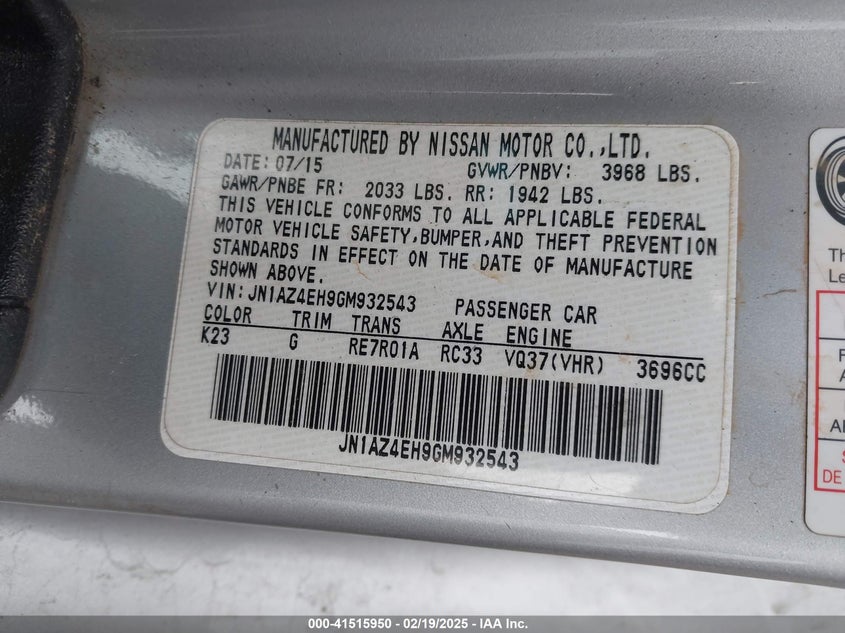 MANUFACTURED BY NISSAN MOTOR CO.,LTD.
DATE: 07/15 GVWR/PNBV: 3968 LBS.
GAWR/PNBE FR: 2033 LBS. RR: 1942 LBS.
THIS VEHICLE CONFORMS TO ALL APPLICABLE FEDERAL
MOTOR VEHICLE SAFETY,BUMPER,AND THEFT PREVENTION
STANDARDS IN EFFECT ON THE DATE OF MANUFACTURE
SHOWN ABOVE.
VIN:JN1AZ4EH9GM932543 PASSENGER CAR
COLOR TRIM TRANS AXLE ENGINE
K23 G RE7R01A RC33 VQ37(VHR) 3696CC
JN1AZ4EH9GM932543
DE
000-41515950 - 02/19/2025 - IAA Inc.